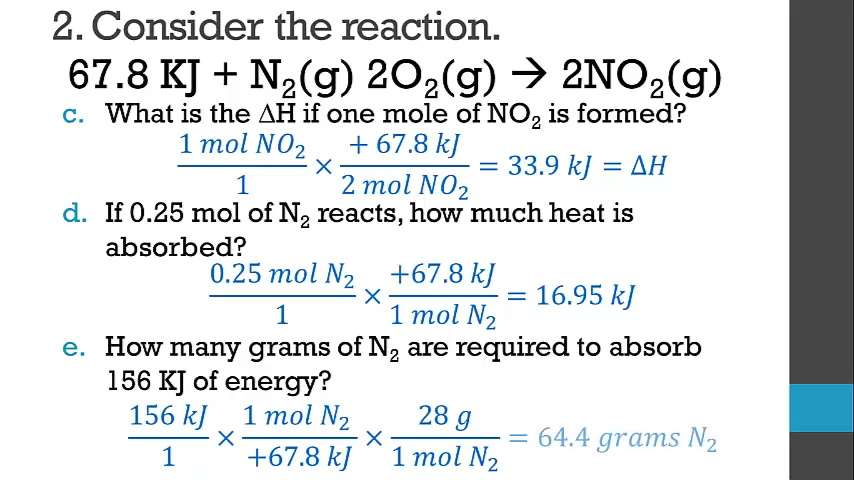 2. Consider the reaction.
67.8 KJ + N₂(g) 2O₂(g) → 2NO₂(g)
c. What is the ΔH if one mole of NO₂ is formed?
1 mol NO₂ / 1 × + 67.8 kJ / 2 mol NO₂ = 33.9 kJ = ΔH
d. If 0.25 mol of N₂ reacts, how much heat is
absorbed?
0.25 mol N₂ / 1 × +67.8 kJ / 1 mol N₂ = 16.95 kJ
e. How many grams of N₂ are required to absorb
156 KJ of energy?
156 kJ / 1 × 1 mol N₂ / +67.8 kJ × 28 g / 1 mol N₂ = 64.4 grams N₂